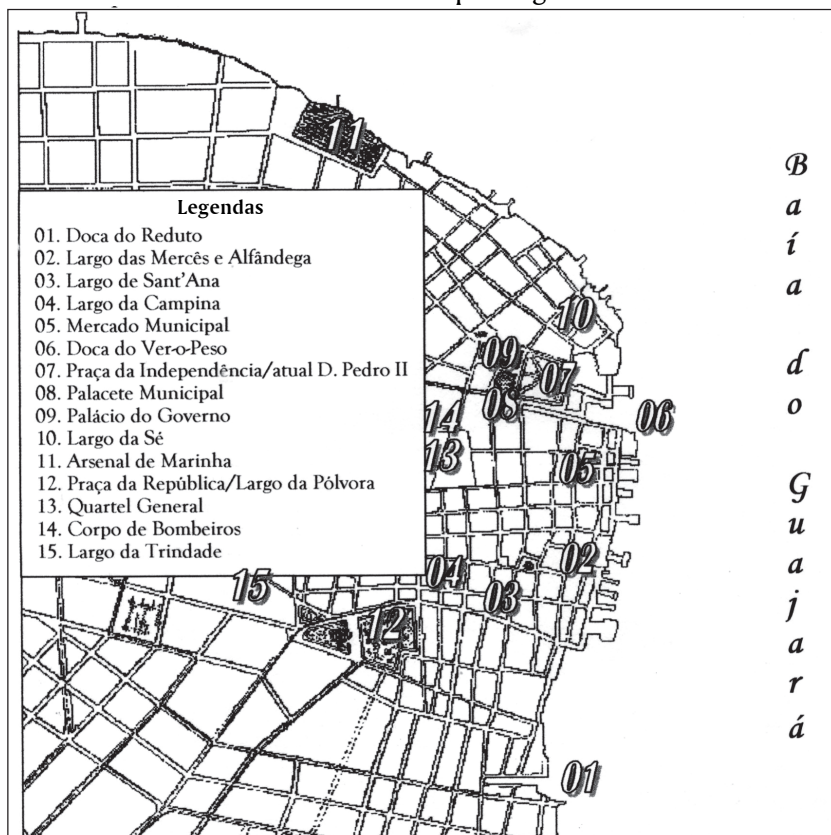 11
Legendas
01. Doca do Reduto
02. Largo das Mercês e Alfândega
03. Largo de Sant'Ana
04. Largo da Campina
05. Mercado Municipal
06. Doca do Ver-o-Peso
07. Praça da Independência/atual D. Pedro II
08. Palacete Municipal
09. Palácio do Governo
10. Largo da Sé
11. Arsenal de Marinha
12. Praça da República/Largo da Pólvora
13. Quartel General
14. Corpo de Bombeiros
15. Largo da Trindade
10
09
07
08
14
06
13
05
02
04
15
03
12
01
Baía do Guajará